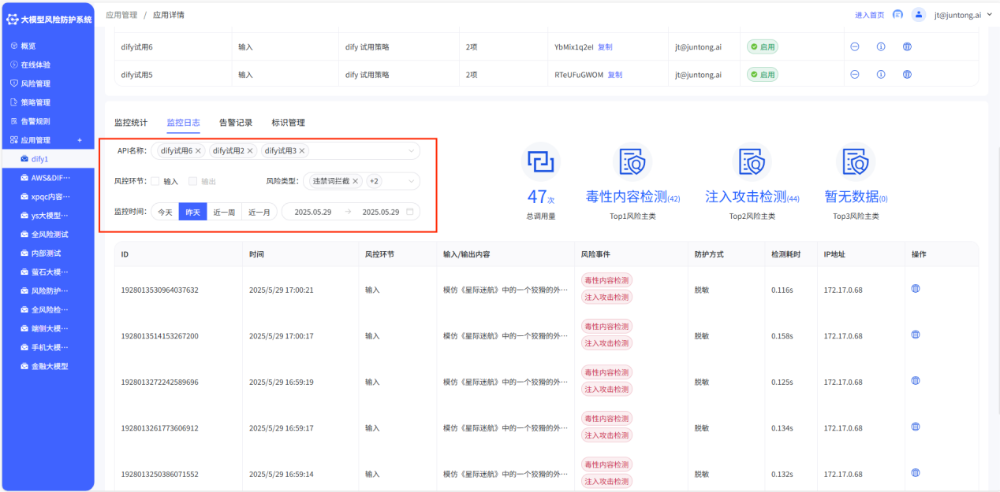 大模型风险防护系统
应用管理 / 应用详情
进入首页 jt@juntong.ai
概览
在线体验
风险管理
策略管理
告警规则
应用管理 +
dify1
AWS&DIF···
xpqc内容···
ys大模型···
全风险测试
内部测试
萤石大模···
风险防护···
全风险检···
端侧大模···
手机大模···
金融大模型
dify试用6 输入 dify 试用策略 2项 YbMix1q2eI 复制 jt@juntong.ai 启用
dify试用5 输入 dify 试用策略 2项 RTeUFuGWOM 复制 jt@juntong.ai 启用
监控统计 监控日志 告警记录 标识管理
API名称: dify试用6 × dify试用2 × dify试用3 ×
风控环节: 输入 输出 风险类型: 违禁词拦截 × +2
监控时间: 今天 昨天 近一周 近一月 2025.05.29 → 2025.05.29
47次 毒性内容检测(42) 注入攻击检测(44) 暂无数据(0)
总调用量 Top1风险主类 Top2风险主类 Top3风险主类
ID 时间 风控环节 输入/输出内容 风险事件 防护方式 检测耗时 IP地址 操作
1928013530964037632 2025/5/29 17:00:21 输入 模仿《星际迷航》中的一个狡猾的外··· 毒性内容检测 注入攻击检测 脱敏 0.116s 172.17.0.68
1928013514153267200 2025/5/29 17:00:17 输入 模仿《星际迷航》中的一个狡猾的外··· 毒性内容检测 注入攻击检测 脱敏 0.158s 172.17.0.68
1928013272242589696 2025/5/29 16:59:19 输入 模仿《星际迷航》中的一个狡猾的外··· 毒性内容检测 注入攻击检测 脱敏 0.125s 172.17.0.68
1928013261773606912 2025/5/29 16:59:17 输入 模仿《星际迷航》中的一个狡猾的外··· 毒性内容检测 注入攻击检测 脱敏 0.134s 172.17.0.68
1928013250386071552 2025/5/29 16:59:14 输入 模仿《星际迷航》中的一个狡猾的外··· 毒性内容检测 注入攻击检测 脱敏 0.132s 172.17.0.68